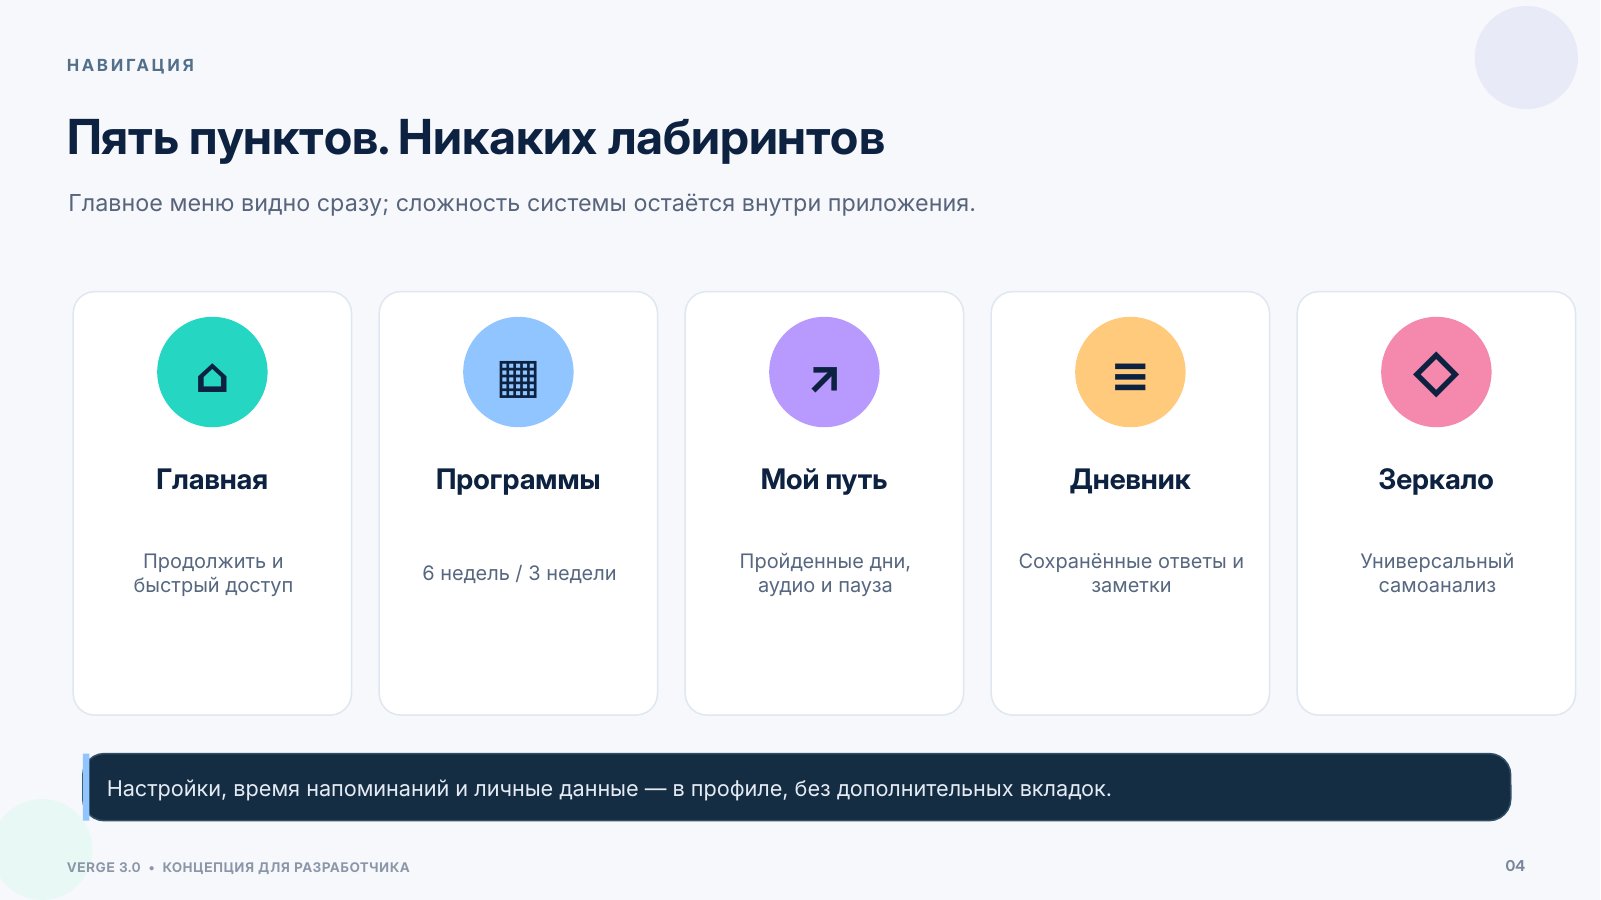 НАВИГАЦИЯ
Пять пунктов. Никаких лабиринтов
Главное меню видно сразу; сложность системы остаётся внутри приложения.
Главная
Продолжить и
быстрый доступ
Программы
6 недель / 3 недели
Мой путь
Пройденные дни,
аудио и пауза
Дневник
Сохранённые ответы и
заметки
Зеркало
Универсальный
самоанализ
Настройки, время напоминаний и личные данные — в профиле, без дополнительных вкладок.
VERGE 3.0 • КОНЦЕПЦИЯ ДЛЯ РАЗРАБОТЧИКА
04